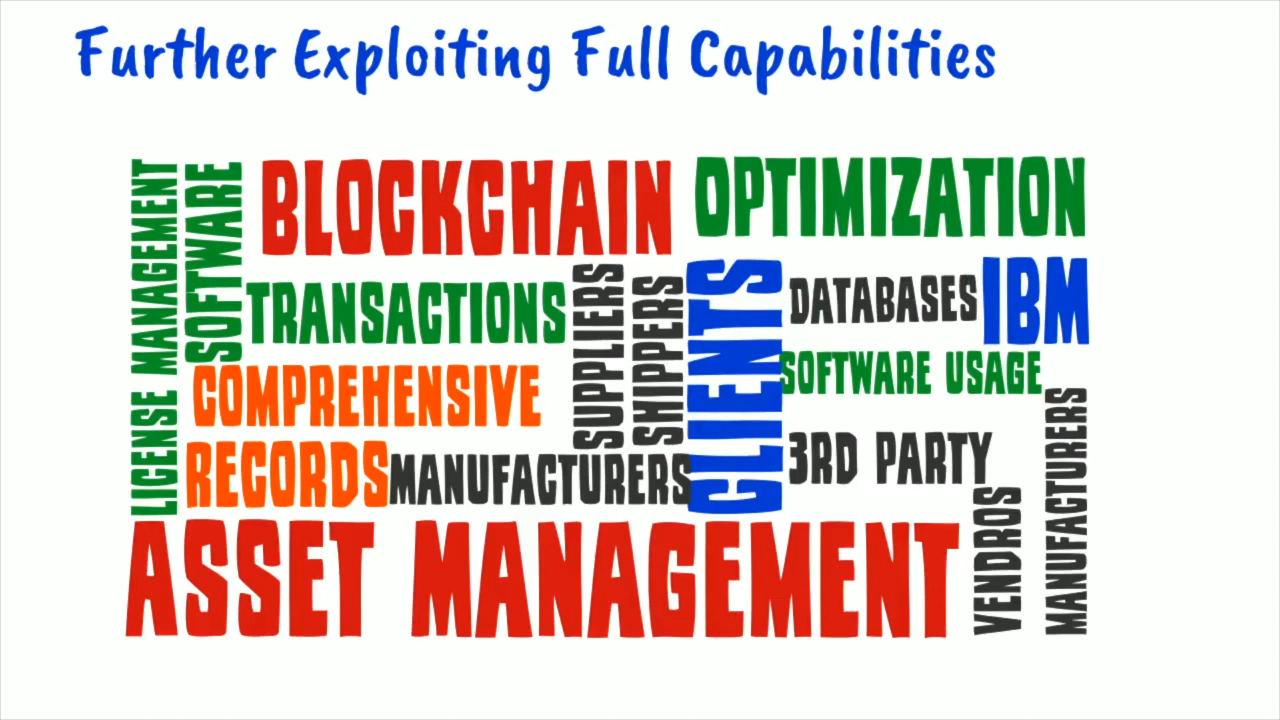 Further Exploiting Full Capabilities
LICENSE MANAGEMENT
SOFTWARE
BLOCKCHAIN
OPTIMIZATION
TRANSACTIONS
SUPPLIERS
SHIPPERS
CLIENTS
DATABASES
IBM
SOFTWARE USAGE
COMPREHENSIVE
RECORDS
MANUFACTURERS
3RD PARTY
VENDROS
MANUFACTURERS
ASSET MANAGEMENT